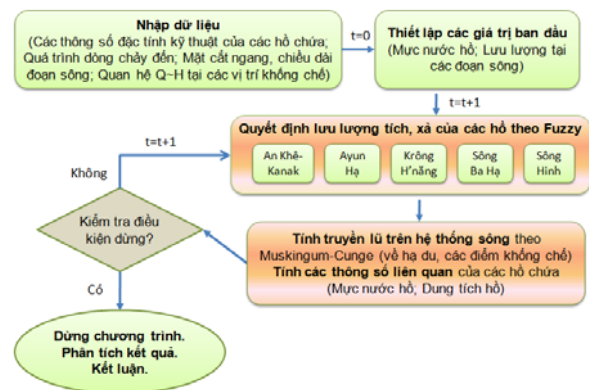 Nhập dữ liệu
(Các thông số đặc tính kỹ thuật của các hồ chứa;
Quá trình dòng chảy đến; Mặt cắt ngang, chiều dài
đoạn sông; Quan hệ Q~H tại các vị trí khống chế)
t=0
Thiết lập các giá trị ban đầu
(Mực nước hồ; Lưu lượng tại
các đoạn sông)
t=t+1
Quyết định lưu lượng tích, xả của các hồ theo Fuzzy
An Khê-
Kanak
Ayun
Hạ
Krông
H'năng
Sông
Ba Hạ
Sông
Hinh
t=t+1
Không
Kiểm tra điều
kiện dừng?
Tính truyền lũ trên hệ thống sông theo
Muskingum-Cunge (về hạ du, các điểm khống chế)
Tính các thông số liên quan của các hồ chứa
(Mực nước hồ; Dung tích hồ)
Có
Dừng chương trình.
Phân tích kết quả.
Kết luận.